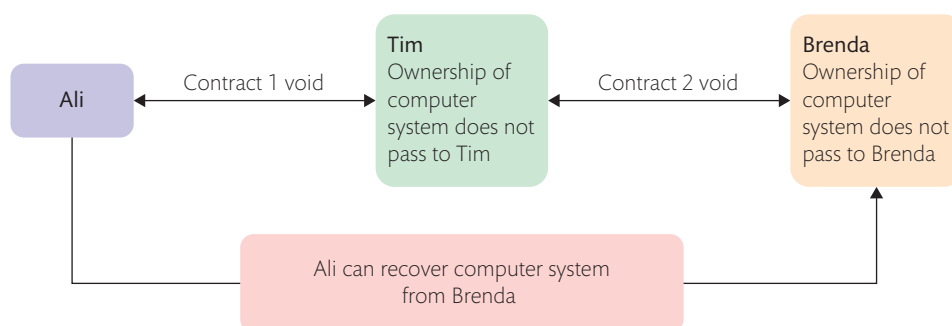 Ali
Contract 1 void
Tim
Ownership of
computer
system does not
pass to Tim
Contract 2 void
Brenda
Ownership of
computer
system does not
pass to Brenda
Ali can recover computer system
from Brenda